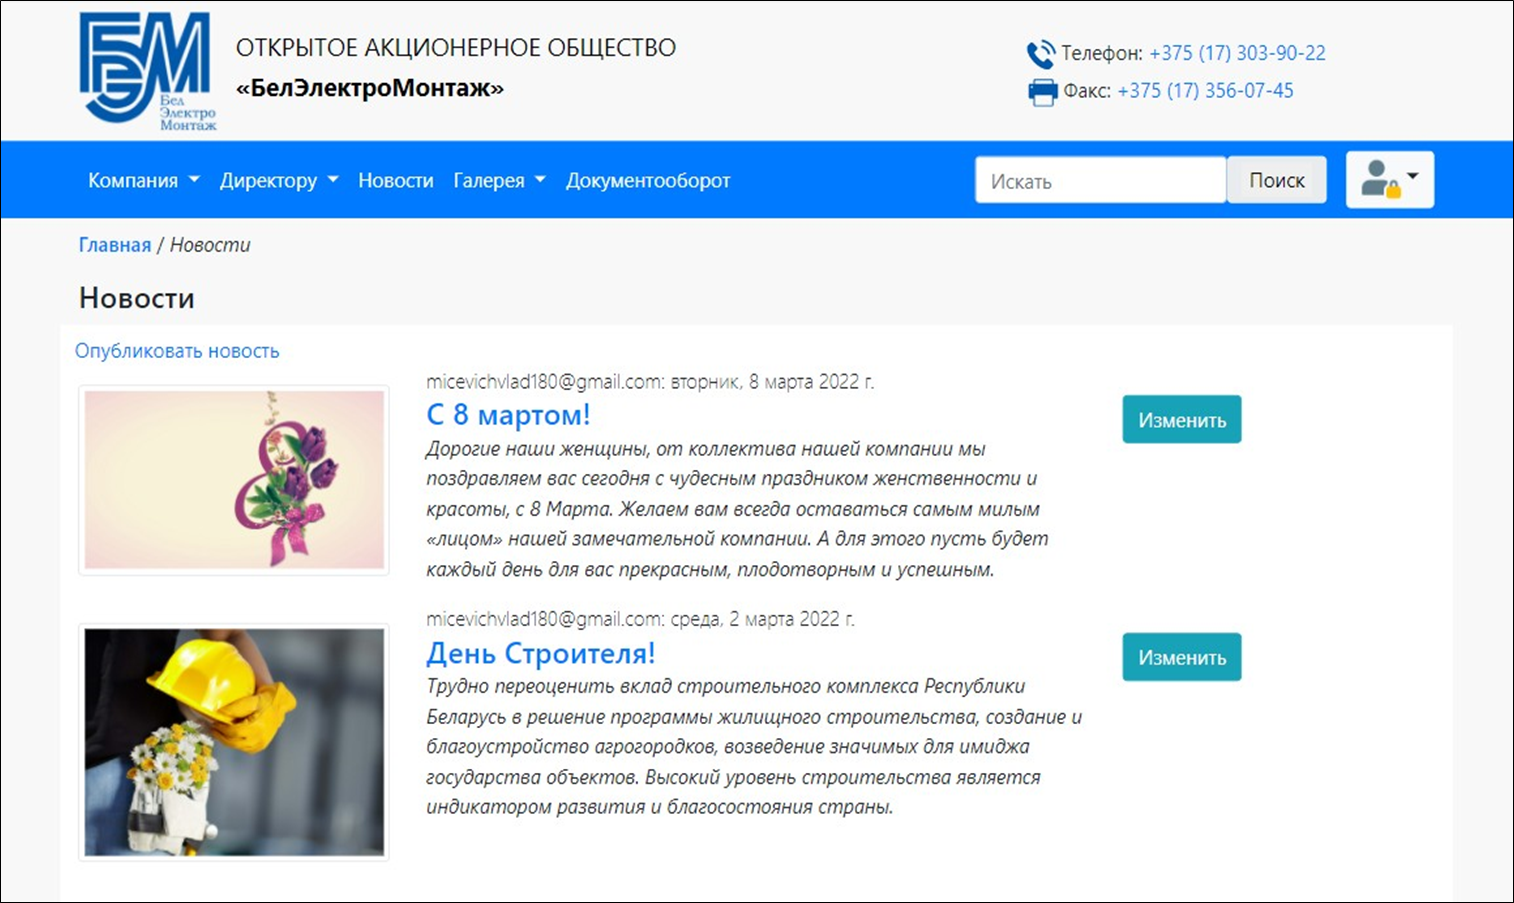 Бел
Электро
Монтаж
ОТКРЫТОЕ АКЦИОНЕРНОЕ ОБЩЕСТВО
«БелЭлектроМонтаж»
Телефон: +375 (17) 303-90-22
Факс: +375 (17) 356-07-45
Компания Директору Новости Галерея Документооборот Искать Поиск
Главная / Новости
Новости
Опубликовать новость
micevichvlad180@gmail.com: вторник, 8 марта 2022 г.
С 8 мартом!
Изменить
Дорогие наши женщины, от коллектива нашей компании мы
поздравляем вас сегодня с чудесным праздником женственности и
красоты, с 8 Марта. Желаем вам всегда оставаться самым милым
«лицом» нашей замечательной компании. А для этого пусть будет
каждый день для вас прекрасным, плодотворным и успешным.
micevichvlad180@gmail.com: среда, 2 марта 2022 г.
День Строителя!
Изменить
Трудно переоценить вклад строительного комплекса Республики
Беларусь в решение программы жилищного строительства, создание и
благоустройство агрогородков, возведение значимых для имиджа
государства объектов. Высокий уровень строительства является
индикатором развития и благосостояния страны.